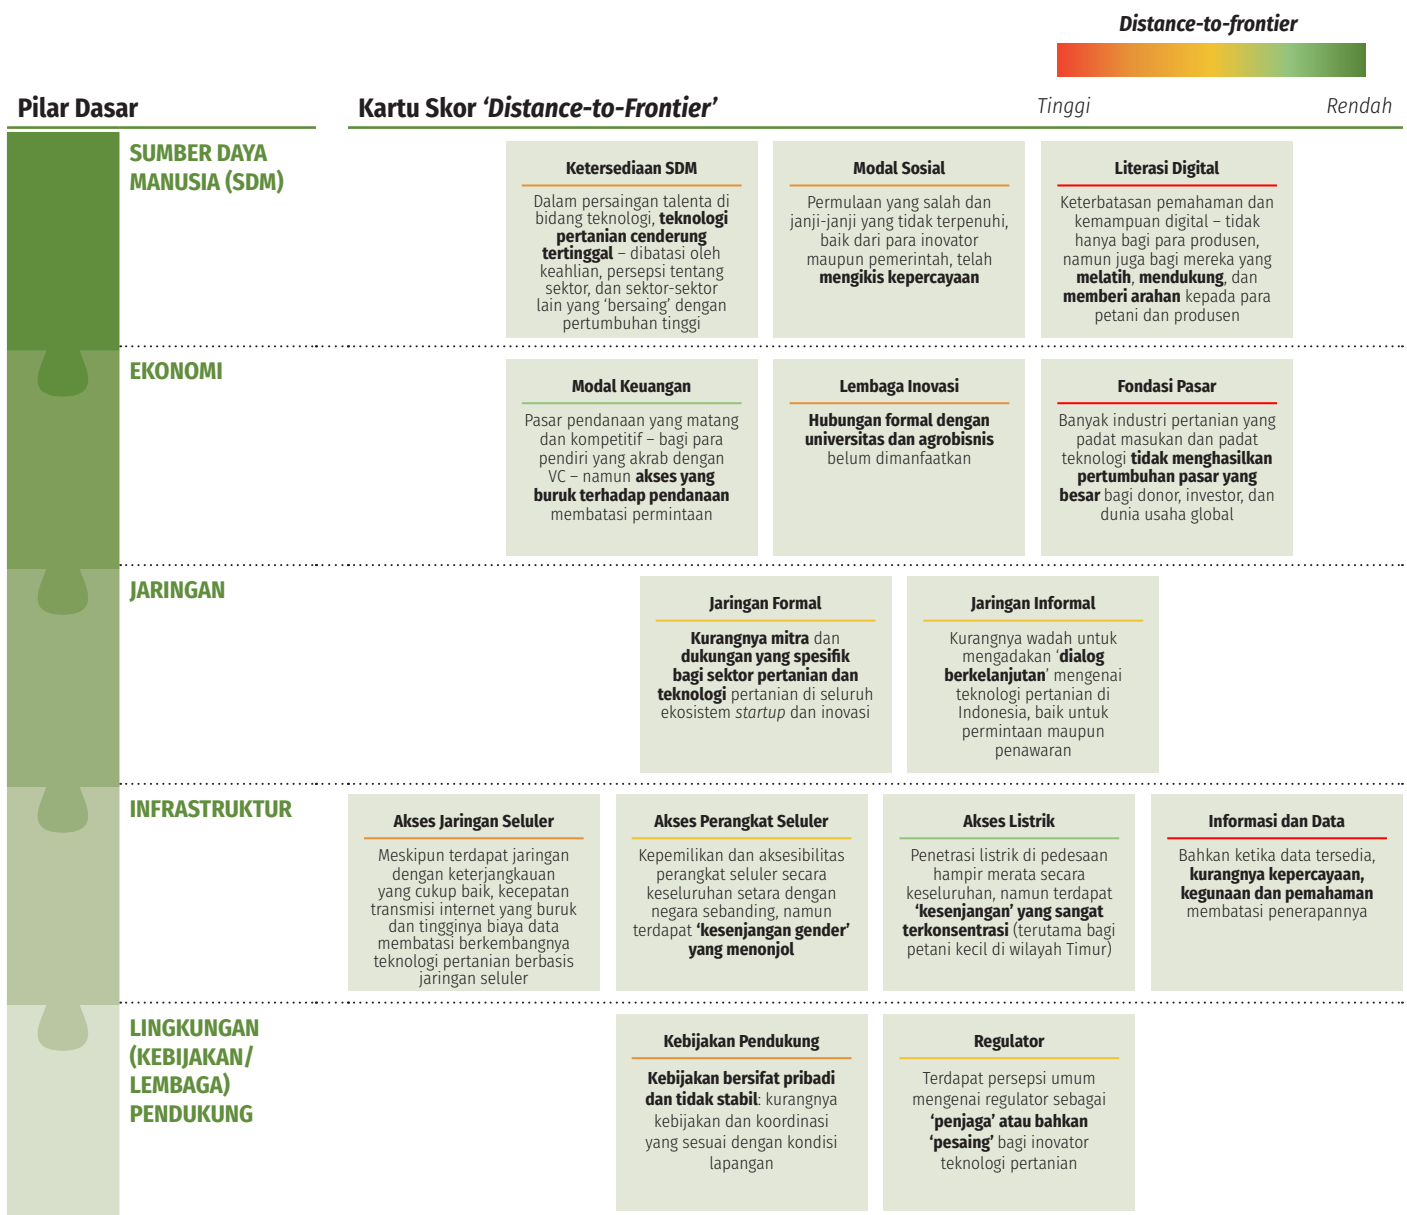 Distance-to-frontier
Tinggi
Rendah
Pilar Dasar
Kartu Skor ‘Distance-to-Frontier’
SUMBER DAYA
MANUSIA (SDM)
Ketersediaan SDM
Dalam persaingan talenta di
bidang teknologi, teknologi
pertanian cenderung
tertinggal – dibatasi oleh
keahlian, persepsi tentang
sektor, dan sektor-sektor
lain yang ‘bersaing’ dengan
pertumbuhan tinggi
Modal Sosial
Permulaan yang salah dan
janji-janji yang tidak terpenuhi,
baik dari para inovator
maupun pemerintah, telah
mengikis kepercayaan
Literasi Digital
Keterbatasan pemahaman dan
kemampuan digital – tidak
hanya bagi para produsen,
namun juga bagi mereka yang
melatih, mendukung, dan
memberi arahan kepada para
petani dan produsen
EKONOMI
Modal Keuangan
Pasar pendanaan yang matang
dan kompetitif – bagi para
pendiri yang akrab dengan
VC – namun akses yang
buruk terhadap pendanaan
membatasi permintaan
Lembaga Inovasi
Hubungan formal dengan
universitas dan agrobisnis
belum dimanfaatkan
Fondasi Pasar
Banyak industri pertanian yang
padat masukan dan padat
teknologi tidak menghasilkan
pertumbuhan pasar yang
besar bagi donor, investor, dan
dunia usaha global
JARINGAN
Jaringan Formal
Kurangnya mitra dan
dukungan yang spesifik
bagi sektor pertanian dan
teknologi pertanian di seluruh
ekosistem startup dan inovasi
Jaringan Informal
Kurangnya wadah untuk
mengadakan ‘dialog
berkelanjutan’ mengenai
teknologi pertanian di
Indonesia, baik untuk
permintaan maupun
penawaran
INFRASTRUKTUR
Akses Jaringan Seluler
Meskipun terdapat jaringan
dengan keterjangkauan
yang cukup baik, kecepatan
transmisi internet yang buruk
dan tingginya biaya data
membatasi berkembangnya
teknologi pertanian berbasis
jaringan seluler
Akses Perangkat Seluler
Kepemilikan dan aksesibilitas
perangkat seluler secara
keseluruhan setara dengan
negara sebanding, namun
terdapat ‘kesenjangan gender’
yang menonjol
Akses Listrik
Penetrasi listrik di pedesaan
hampir merata secara
keseluruhan, namun terdapat
‘kesenjangan’ yang sangat
terkonsentrasi (terutama bagi
petani kecil di wilayah Timur)
Informasi dan Data
Bahkan ketika data tersedia,
kurangnya kepercayaan,
kegunaan dan pemahaman
membatasi penerapannya
LINGKUNGAN
(KEBIJAKAN/
LEMBAGA)
PENDUKUNG
Kebijakan Pendukung
Kebijakan bersifat pribadi
dan tidak stabil: kurangnya
kebijakan dan koordinasi
yang sesuai dengan kondisi
lapangan
Regulator
Terdapat persepsi umum
mengenai regulator sebagai
‘penjaga’ atau bahkan
‘pesaing’ bagi inovator
teknologi pertanian